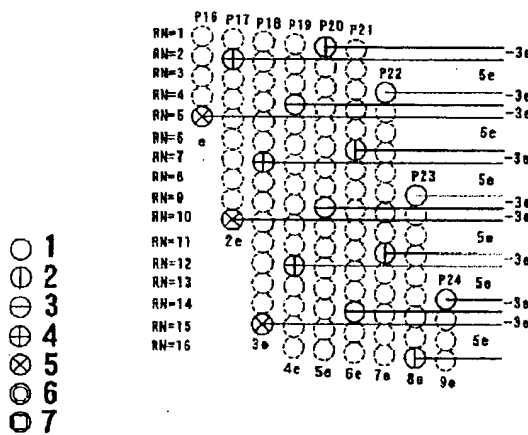 P16 P17 P18 P19 P20 P21
RN=1
RN=2
-3e
RN=3
5e
P22
RN=4
-3e
RN=5
-3e
e
6e
RN=6
RN=7
-3e
RN=8
5e
P23
RN=9
-3e
RN=10
-3e
2e
RN=11
5e
RN=12
-3e
RN=13
5e
P24
RN=14
-3e
RN=15
3e
5e
RN=16
4e 5e 6e 7e 8e 9e
1
2
3
4
5
6
7